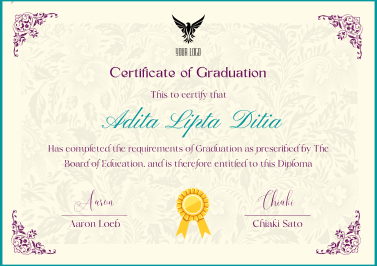 YOUR LOGO
Certificate of Graduation
This to certify that
Adita Lipta Ditia
Has completed the requirements of Graduation as prescribed by The
Board of Education, and is therefore entitled to this Diploma
Aaron
Chiaki
Aaron Loeb
Chiaki Sato